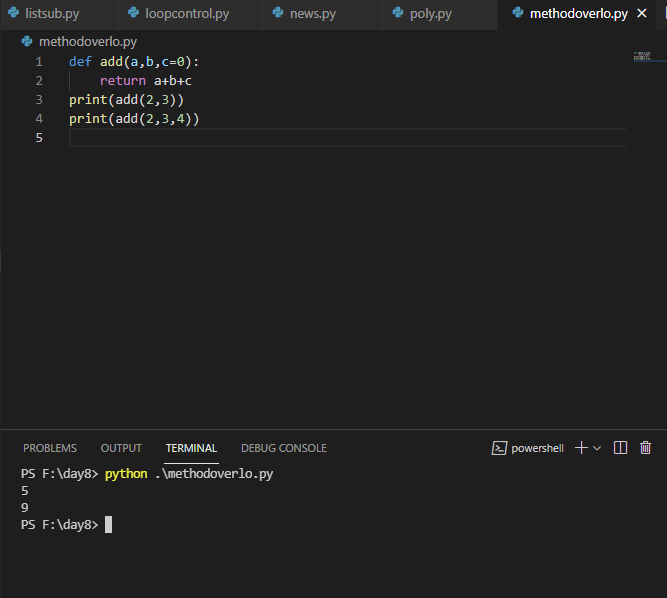 listsub.py loopcontrol.py news.py poly.py methodoverlo.py
methodoverlo.py
1 def add(a,b,c=0):
2     return a+b+c
3 print(add(2,3))
4 print(add(2,3,4))
5
PROBLEMS OUTPUT TERMINAL DEBUG CONSOLE powershell
PS F:\day8> python .\methodoverlo.py
5
9
PS F:\day8>